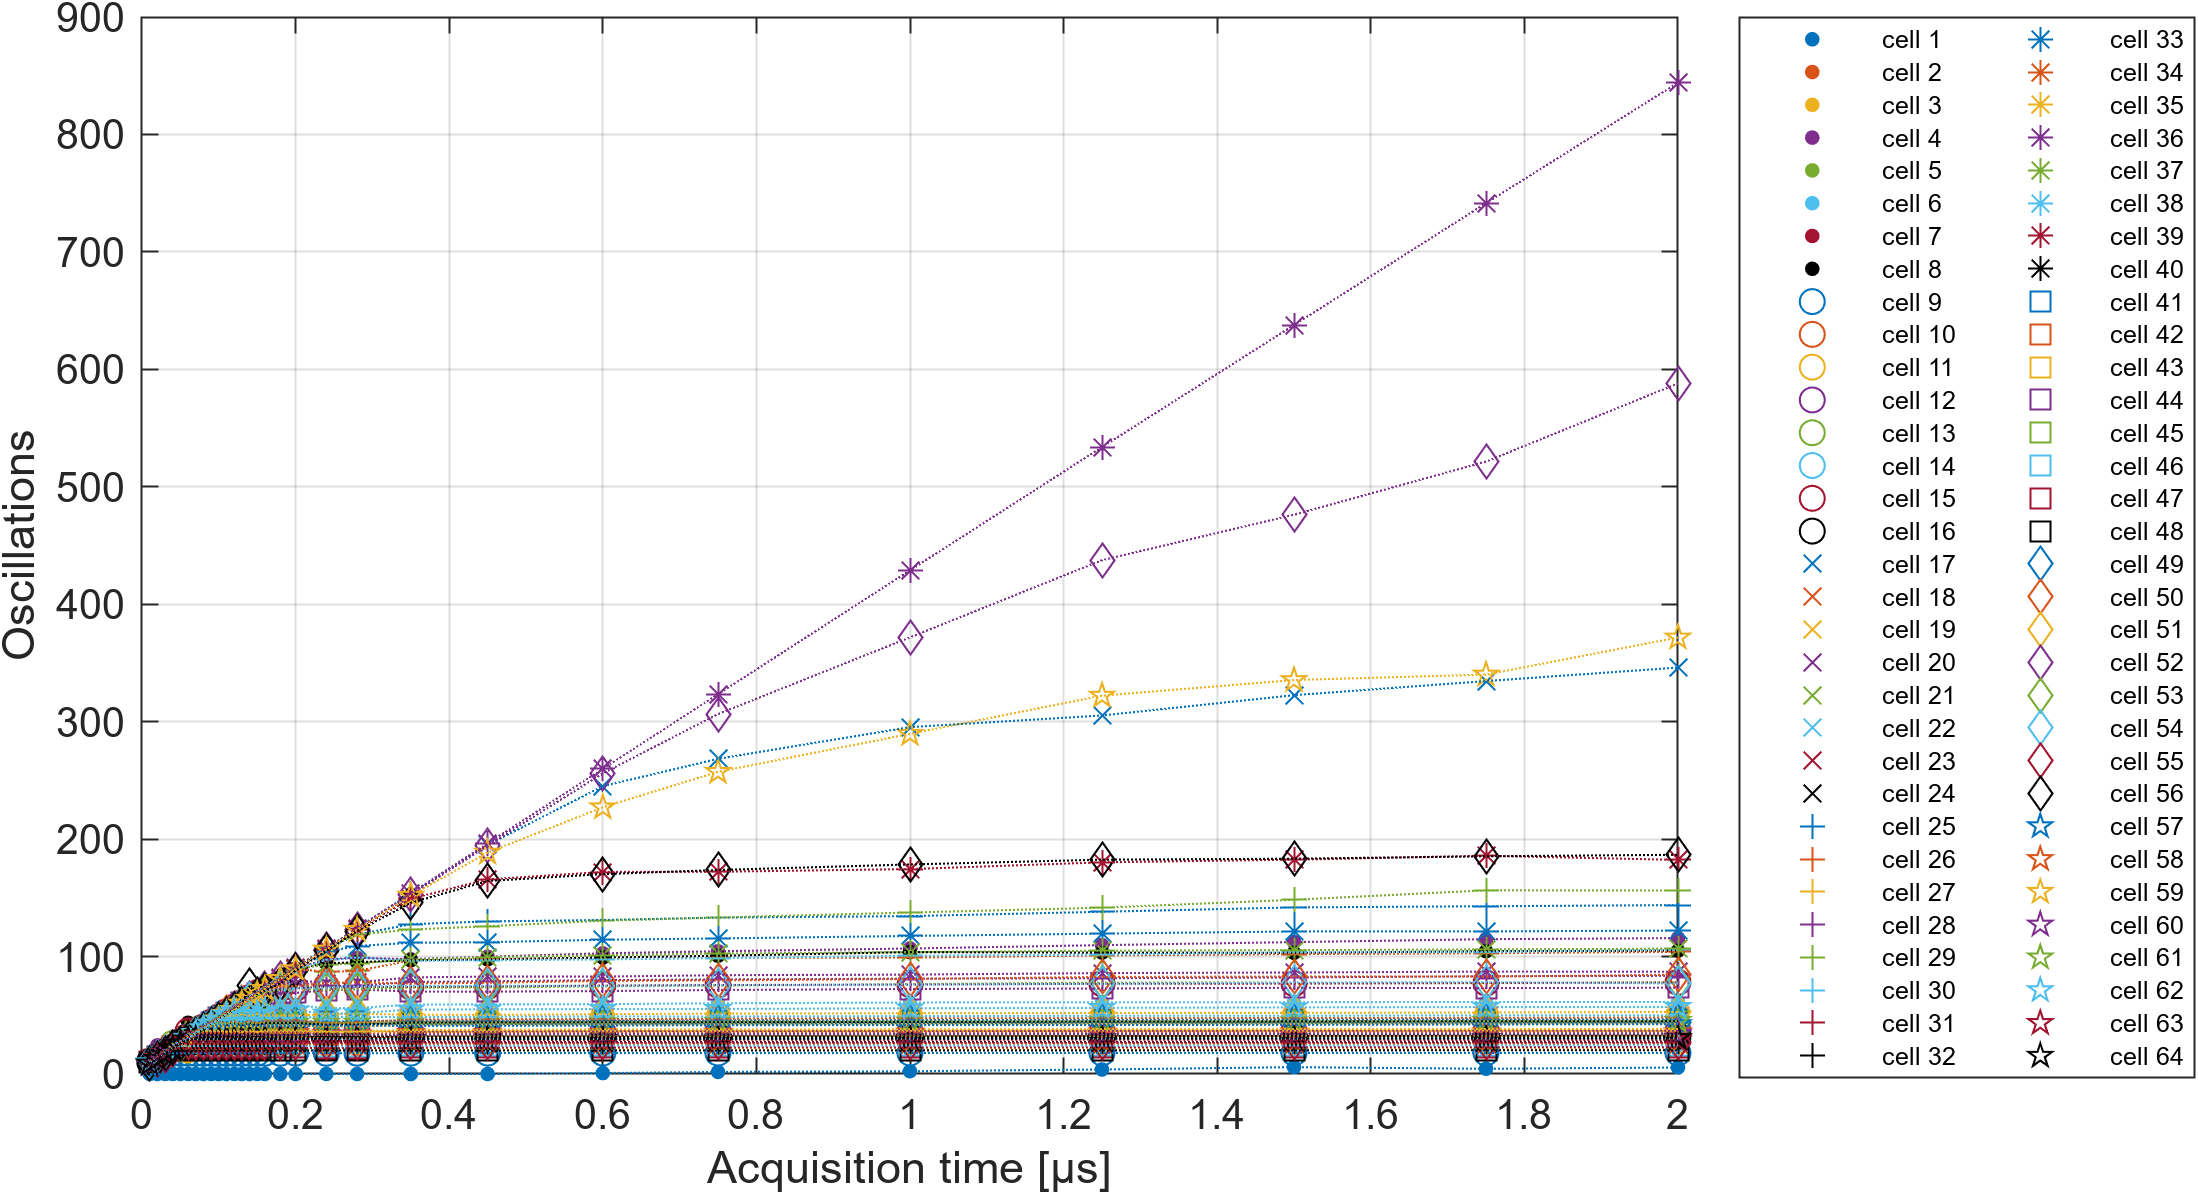 900
800
700
600
500
400
300
200
100
0
Oscillations
0 0.2 0.4 0.6 0.8 1 1.2 1.4 1.6 1.8 2
Acquisition time [µs]
cell 1 cell 33
cell 2 cell 34
cell 3 cell 35
cell 4 cell 36
cell 5 cell 37
cell 6 cell 38
cell 7 cell 39
cell 8 cell 40
cell 9 cell 41
cell 10 cell 42
cell 11 cell 43
cell 12 cell 44
cell 13 cell 45
cell 14 cell 46
cell 15 cell 47
cell 16 cell 48
cell 17 cell 49
cell 18 cell 50
cell 19 cell 51
cell 20 cell 52
cell 21 cell 53
cell 22 cell 54
cell 23 cell 55
cell 24 cell 56
cell 25 cell 57
cell 26 cell 58
cell 27 cell 59
cell 28 cell 60
cell 29 cell 61
cell 30 cell 62
cell 31 cell 63
cell 32 cell 64